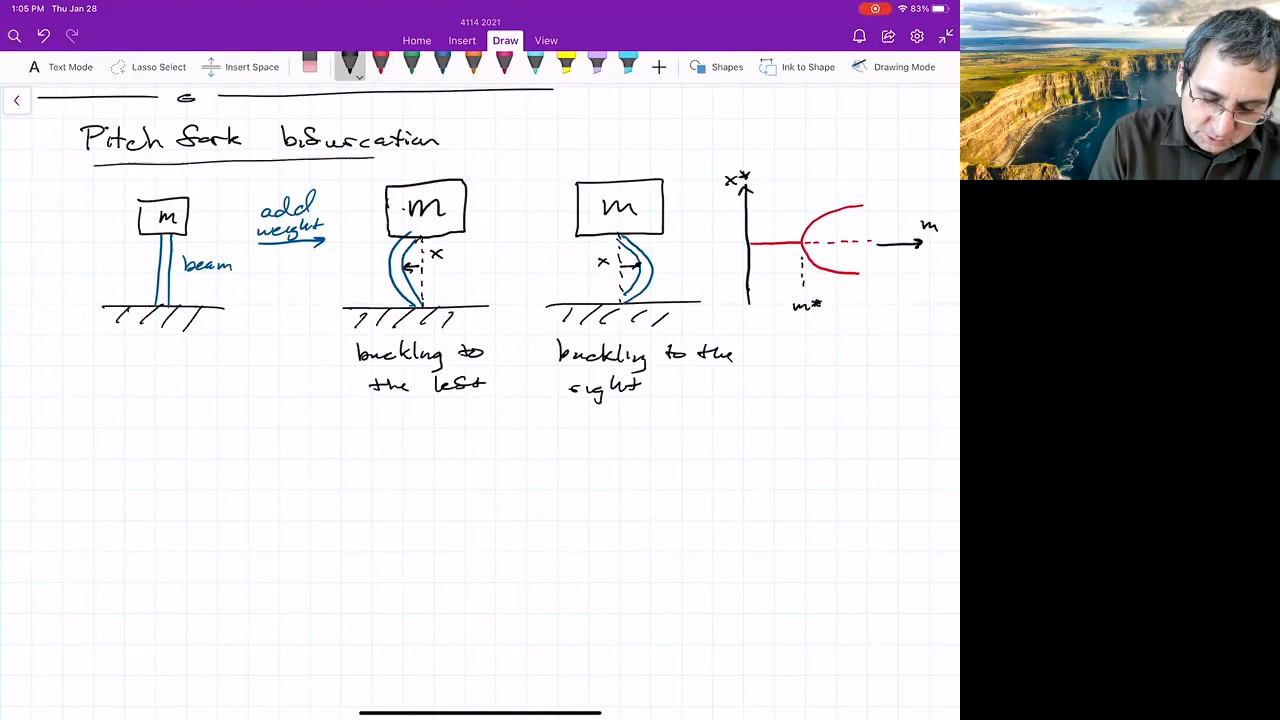 1:05 PM Thu Jan 28
83%
4114 2021
Home Insert Draw View
Text Mode Lasso Select Insert Space Shapes Ink to Shape Drawing Mode
Pitch fork bifurcation
m
add
weight
beam
m
x
buckling to
the left
m
x
buckling to the
right
x*
m
m*